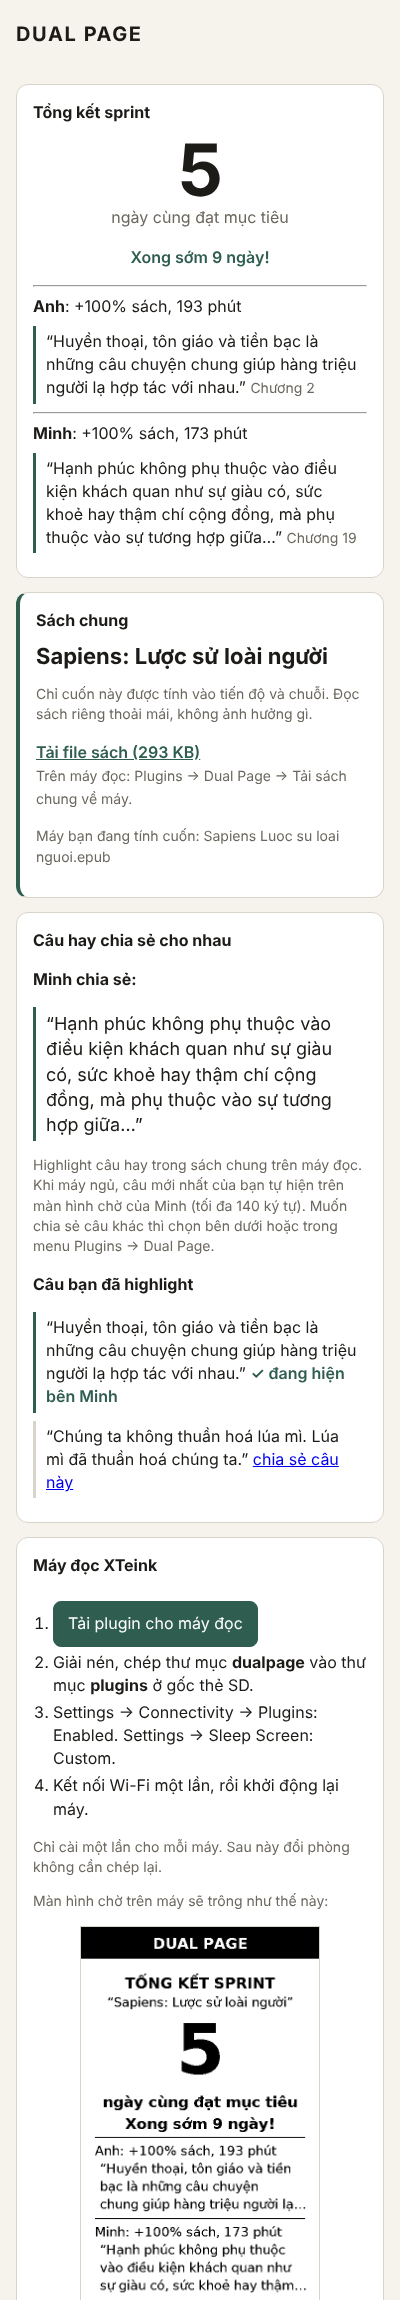 DUAL PAGE
Tổng kết sprint
5
ngày cùng đạt mục tiêu
Xong sớm 9 ngày!
Anh: +100% sách, 193 phút
“Huyền thoại, tôn giáo và tiền bạc là
những câu chuyện chung giúp hàng triệu
người lạ hợp tác với nhau.” Chương 2
Minh: +100% sách, 173 phút
“Hạnh phúc không phụ thuộc vào điều
kiện khách quan như sự giàu có, sức
khoẻ hay thậm chí cộng đồng, mà phụ
thuộc vào sự tương hợp giữa…” Chương 19
Sách chung
Sapiens: Lược sử loài người
Chỉ cuốn này được tính vào tiến độ và chuỗi. Đọc
sách riêng thoải mái, không ảnh hưởng gì.
Tải file sách (293 KB)
Trên máy đọc: Plugins → Dual Page → Tải sách
chung về máy.
Máy bạn đang tính cuốn: Sapiens Luoc su loai
nguoi.epub
Câu hay chia sẻ cho nhau
Minh chia sẻ:
“Hạnh phúc không phụ thuộc vào
điều kiện khách quan như sự giàu
có, sức khoẻ hay thậm chí cộng
đồng, mà phụ thuộc vào sự tương
hợp giữa…”
Highlight câu hay trong sách chung trên máy đọc.
Khi máy ngủ, câu mới nhất của bạn tự hiện trên
màn hình chờ của Minh (tối đa 140 ký tự). Muốn
chia sẻ câu khác thì chọn bên dưới hoặc trong
menu Plugins → Dual Page.
Câu bạn đã highlight
“Huyền thoại, tôn giáo và tiền bạc là
những câu chuyện chung giúp hàng triệu
người lạ hợp tác với nhau.” ✓ đang hiện
bên Minh
“Chúng ta không thuần hoá lúa mì. Lúa
mì đã thuần hoá chúng ta.” chia sẻ câu
này
Máy đọc XTeink
1. Tải plugin cho máy đọc
2. Giải nén, chép thư mục dualpage vào thư
mục plugins ở gốc thẻ SD.
3. Settings → Connectivity → Plugins:
Enabled. Settings → Sleep Screen:
Custom.
4. Kết nối Wi-Fi một lần, rồi khởi động lại
máy.
Chỉ cài một lần cho mỗi máy. Sau này đổi phòng
không cần chép lại.
Màn hình chờ trên máy sẽ trông như thế này:
DUAL PAGE
TỔNG KẾT SPRINT
“Sapiens: Lược sử loài người”
5
ngày cùng đạt mục tiêu
Xong sớm 9 ngày!
Anh: +100% sách, 193 phút
“Huyền thoại, tôn giáo và tiền
bạc là những câu chuyện
chung giúp hàng triệu người lạ…
Minh: +100% sách, 173 phút
“Hạnh phúc không phụ thuộc
vào điều kiện khách quan như
sự giàu có, sức khoẻ hay thậm…